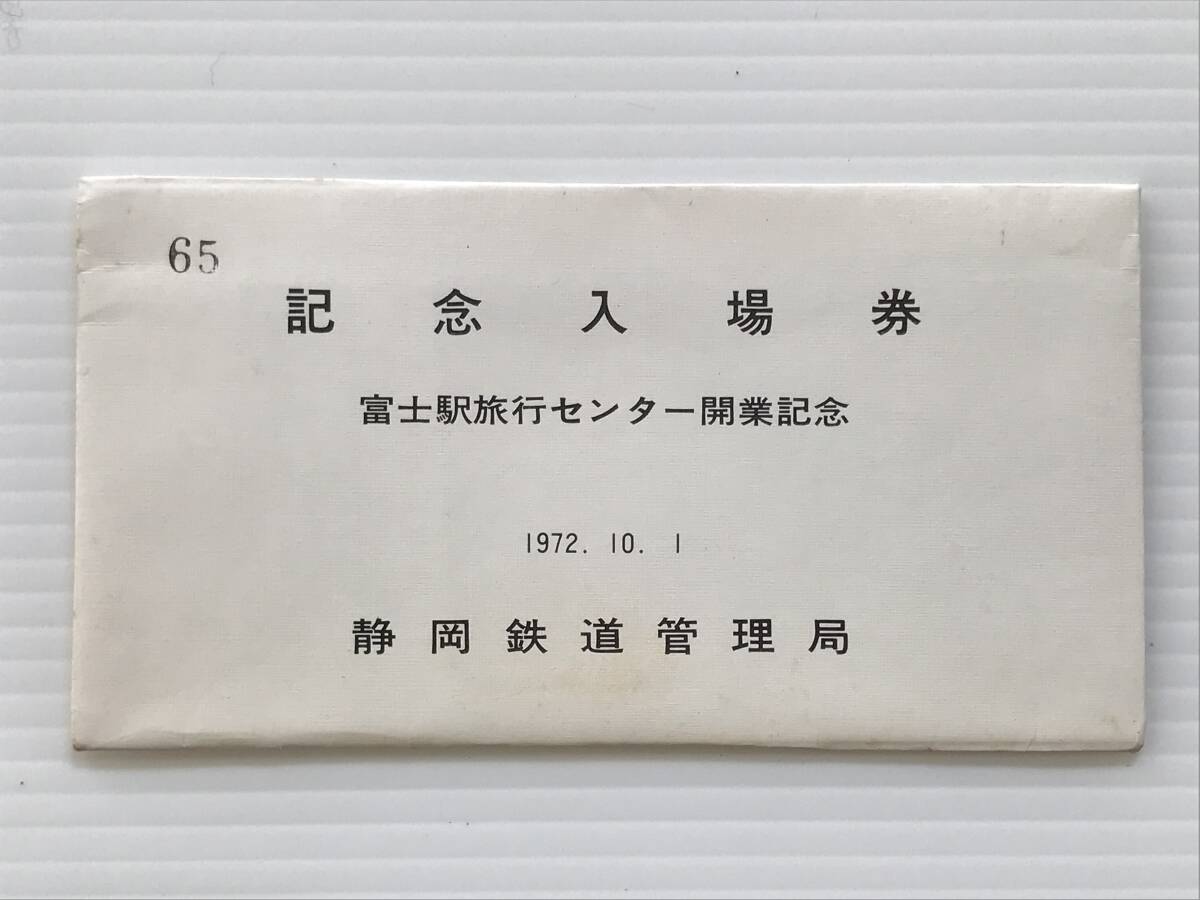 65
記念入場券
富士駅旅行センター開業記念
1972. 10. 1
静岡鉄道管理局